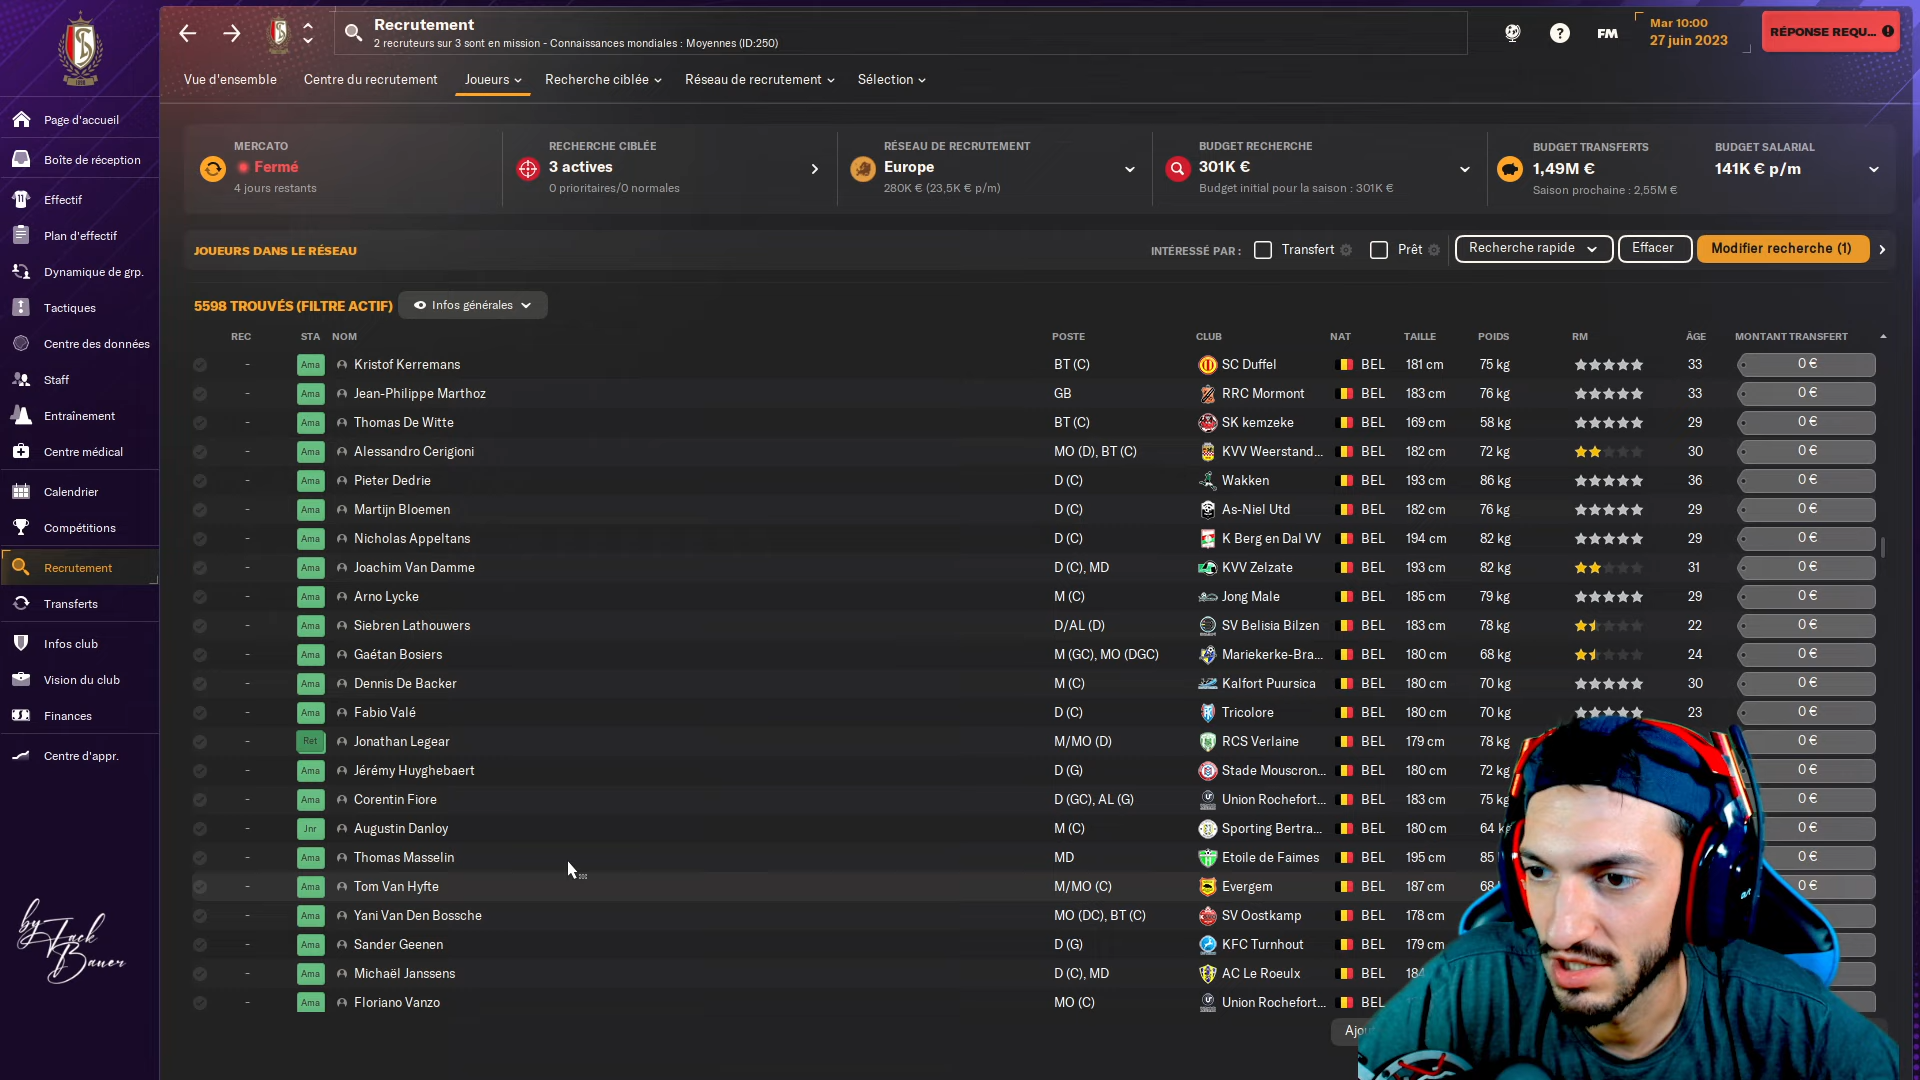 Recrutement
2 recruteurs sur 3 sont en mission - Connaissances mondiales : Moyennes (ID:250)
FM
Mar 10:00
27 juin 2023
RÉPONSE REQU...
Vue d'ensemble
Centre du recrutement
Joueurs
Recherche ciblée
Réseau de recrutement
Sélection
Page d'accueil
Boîte de réception
Effectif
Plan d'effectif
Dynamique de grp.
Tactiques
Centre des données
Staff
Entraînement
Centre médical
Calendrier
Compétitions
Recrutement
Transferts
Infos club
Vision du club
Finances
Centre d'appr.
by Jack Bauer
MERCATO
Fermé
4 jours restants
RECHERCHE CIBLÉE
3 actives
0 prioritaires/0 normales
RÉSEAU DE RECRUTEMENT
Europe
280K € (23,5K € p/m)
BUDGET RECHERCHE
301K €
Budget initial pour la saison : 301K €
BUDGET TRANSFERTS
1,49M €
Saison prochaine : 2,55M €
BUDGET SALARIAL
141K € p/m
JOUEURS DANS LE RÉSEAU
INTÉRESSÉ PAR :
Transfert
Prêt
Recherche rapide
Effacer
Modifier recherche (1)
5598 TROUVÉS (FILTRE ACTIF)
Infos générales
REC STA NOM POSTE CLUB NAT TAILLE POIDS RM ÂGE MONTANT TRANSFERT
- Ama Kristof Kerremans BT (C) SC Duffel BEL 181 cm 75 kg 33 0 €
- Ama Jean-Philippe Marthoz GB RRC Mormont BEL 183 cm 76 kg 33 0 €
- Ama Thomas De Witte BT (C) SK kemzeke BEL 169 cm 58 kg 29 0 €
- Ama Alessandro Cerigioni MO (D), BT (C) KVV Weerstand... BEL 182 cm 72 kg 30 0 €
- Ama Pieter Dedrie D (C) Wakken BEL 193 cm 86 kg 36 0 €
- Ama Martijn Bloemen D (C) As-Niel Utd BEL 182 cm 76 kg 29 0 €
- Ama Nicholas Appeltans D (C) K Berg en Dal VV BEL 194 cm 82 kg 29 0 €
- Ama Joachim Van Damme D (C), MD KVV Zelzate BEL 193 cm 82 kg 31 0 €
- Ama Arno Lycke M (C) Jong Male BEL 185 cm 79 kg 29 0 €
- Ama Siebren Lathouwers D/AL (D) SV Belisia Bilzen BEL 183 cm 78 kg 22 0 €
- Ama Gaétan Bosiers M (GC), MO (DGC) Mariekerke-Bra... BEL 180 cm 68 kg 24 0 €
- Ama Dennis De Backer M (C) Kalfort Puursica BEL 180 cm 70 kg 30 0 €
- Ama Fabio Valé D (C) Tricolore BEL 180 cm 70 kg 23 0 €
- Ret Jonathan Legear M/MO (D) RCS Verlaine BEL 179 cm 78 kg 0 €
- Ama Jérémy Huyghebaert D (G) Stade Mouscron... BEL 180 cm 72 kg 0 €
- Ama Corentin Fiore D (GC), AL (G) Union Rochefort... BEL 183 cm 75 kg 0 €
- Jnr Augustin Danloy M (C) Sporting Bertra... BEL 180 cm 64 kg 0 €
- Ama Thomas Masselin MD Etoile de Faimes BEL 195 cm 85 0 €
- Ama Tom Van Hyfte M/MO (C) Evergem BEL 187 cm 68 0 €
- Ama Yani Van Den Bossche MO (DC), BT (C) SV Oostkamp BEL 178 cm
- Ama Sander Geenen D (G) KFC Turnhout BEL 179 cm
- Ama Michaël Janssens D (C), MD AC Le Roeulx BEL
- Ama Floriano Vanzo MO (C) Union Rochefort... BEL